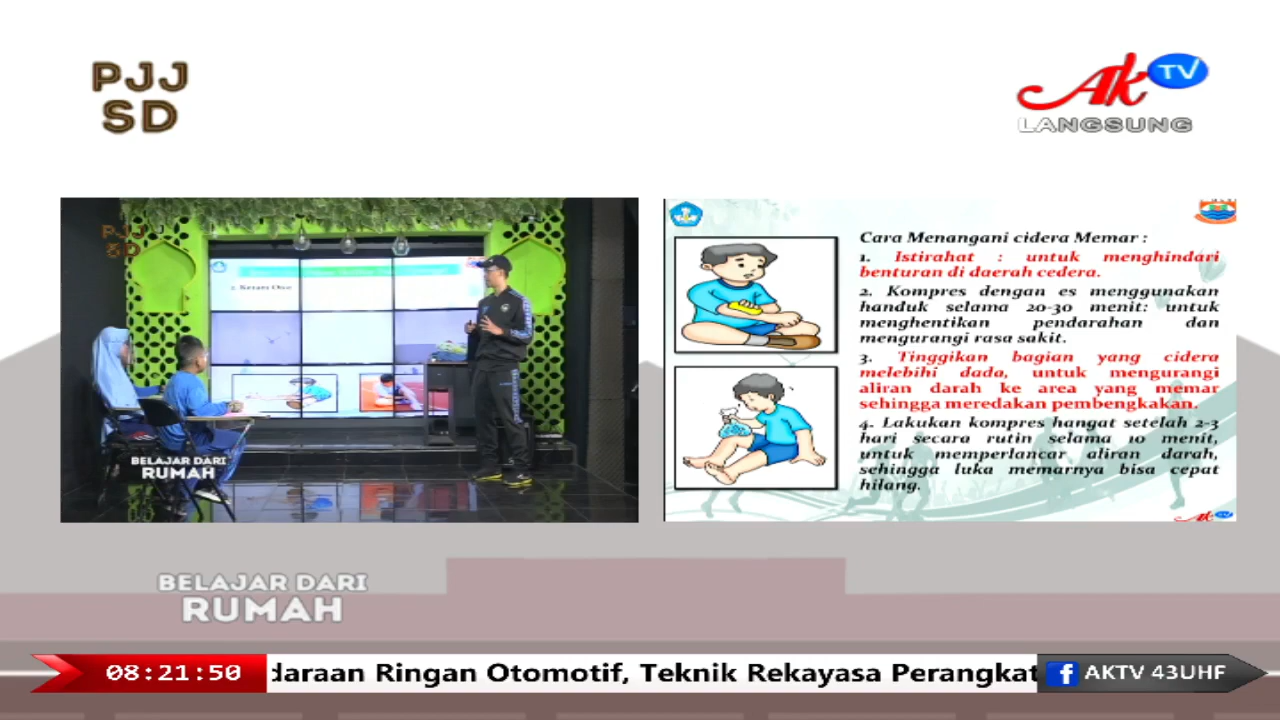 PJJ
SD
Ak TV
LANGSUNG
PJJ
SD
BELAJAR DARI
RUMAH
Cara Menangani cidera Memar :
1. Istirahat : untuk menghindari
benturan di daerah cedera.
2. Kompres dengan es menggunakan
handuk selama 20-30 menit: untuk
menghentikan pendarahan dan
mengurangi rasa sakit.
3. Tinggikan bagian yang cidera
melebihi dada, untuk mengurangi
aliran darah ke area yang memar
sehingga meredakan pembengkakan.
4. Lakukan kompres hangat setelah 2-3
hari secara rutin selama 10 menit,
untuk memperlancar aliran darah,
sehingga luka memarnya bisa cepat
hilang.
Ak TV
BELAJAR DARI
RUMAH
08:21:50
daraan Ringan Otomotif, Teknik Rekayasa Perangkat
f AKTV 43UHF